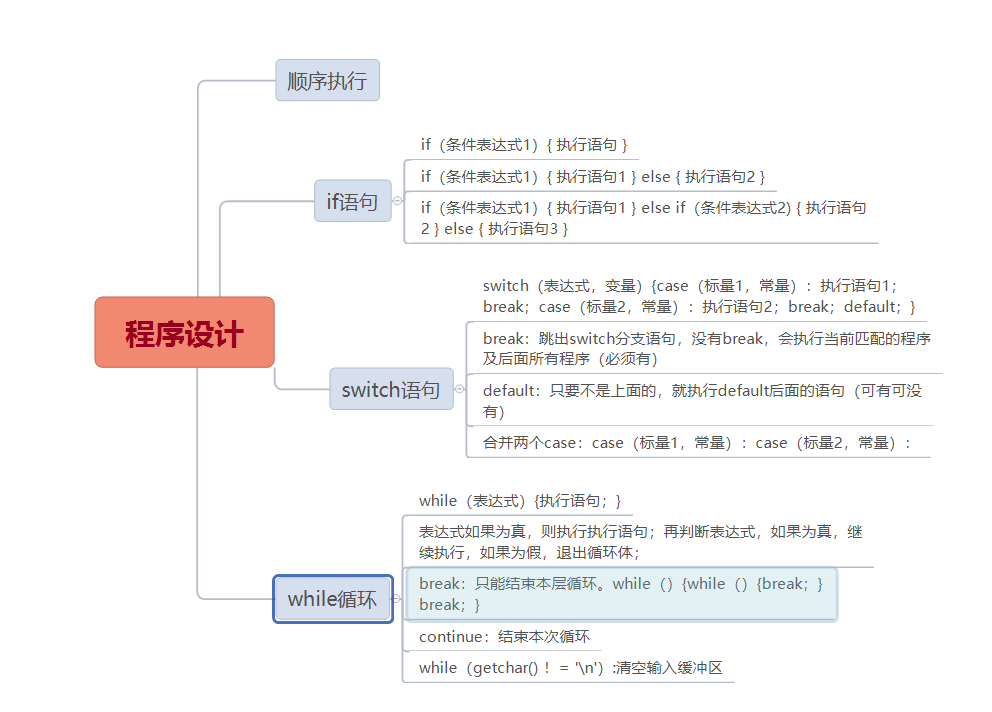 顺序执行
if（条件表达式1）{ 执行语句 }
if（条件表达式1）{ 执行语句1 } else { 执行语句2 }
if语句
if（条件表达式1）{ 执行语句1 } else if（条件表达式2) { 执行语句
2 } else { 执行语句3 }
switch（表达式，变量）{case（标量1，常量）：执行语句1；
break；case（标量2，常量）：执行语句2；break；default；}
程序设计
break：跳出switch分支语句，没有break，会执行当前匹配的程序
及后面所有程序（必须有）
switch语句
default：只要不是上面的，就执行default后面的语句（可有可没
有）
合并两个case：case（标量1，常量）：case（标量2，常量）：
while（表达式）{执行语句；}
表达式如果为真，则执行执行语句；再判断表达式，如果为真，继
续执行，如果为假，退出循环体；
while循环
break：只能结束本层循环。while（）{while（）{break；}
break；}
continue：结束本次循环
while（getchar()！= '\n'）:清空输入缓冲区